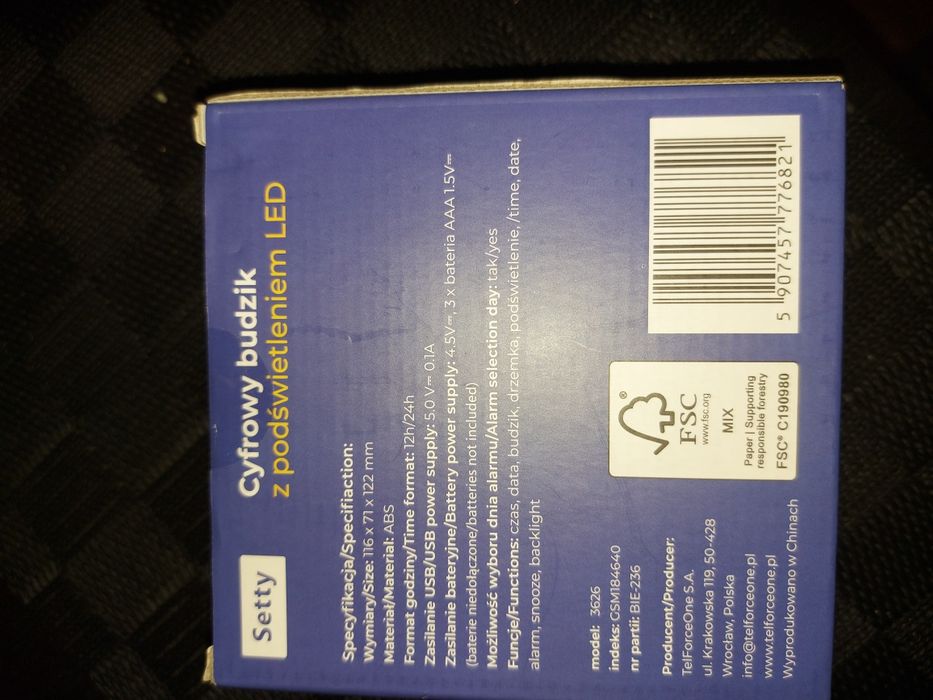 Setty
Cyfrowy budzik
z podświetleniem LED
Specyfikacja/Specifiaction:
Wymiary/Size: 116 x 71 x 122 mm
Materiał/Material: ABS
Format godziny/Time format: 12h/24h
Zasilanie USB/USB power supply: 5.0 V⎓ 0.1A
Zasilanie bateryjne/Battery power supply: 4.5V⎓, 3 x bateria AAA 1.5V⎓
(baterie niedołączone/batteries not included)
Możliwość wyboru dnia alarmu/Alarm selection day: tak/yes
Funcje/Functions: czas, data, budzik, drzemka, podświetlenie, /time, date,
alarm, snooze, backlight
model: 3626
indeks: GSM184640
nr partii: BIE-236
Producent/Producer:
TelForceOne S.A.
ul. Krakowska 119, 50-428
Wrocław, Polska
info@telforceone.pl
www.telforceone.pl
Wyprodukowano w Chinach
®
FSC
www.fsc.org
MIX
Paper | Supporting
responsible forestry
FSC® C190980
5 907457 776821